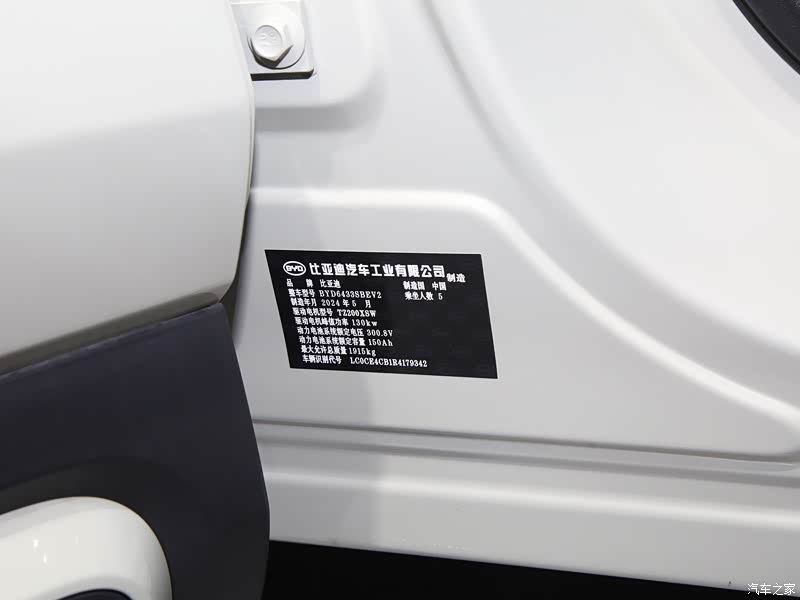 BYD 比亚迪汽车工业有限公司 制造
品 牌 比亚迪 制造国 中国
整车型号 BYD6433SBEV2 乘坐人数 5
制造年月 2024 年 5 月
驱动电机型号 TZ200XSW
驱动电机峰值功率 130kw
动力电池系统额定电压 300.8V
动力电池系统额定容量 150Ah
最大允许总质量 1915kg
车辆识别代号 LC0CE4CB1R4179342
汽车之家